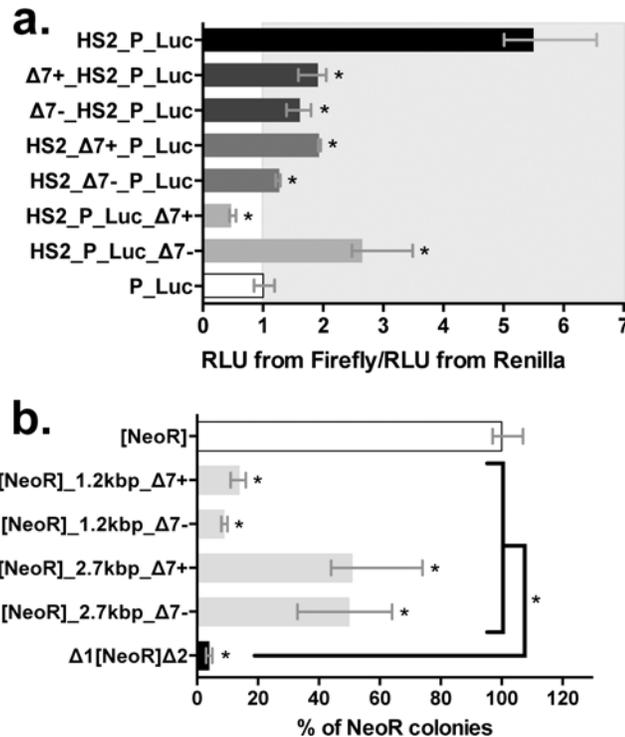 a.
HS2_P_Luc
Δ7+_HS2_P_Luc *
Δ7-_HS2_P_Luc *
HS2_Δ7+_P_Luc *
HS2_Δ7-_P_Luc *
HS2_P_Luc_Δ7+ *
HS2_P_Luc_Δ7- *
P_Luc
0 1 2 3 4 5 6 7
RLU from Firefly/RLU from Renilla
b.
[NeoR]
[NeoR]_1.2kbp_Δ7+ *
[NeoR]_1.2kbp_Δ7- *
[NeoR]_2.7kbp_Δ7+ *
[NeoR]_2.7kbp_Δ7- *
*
Δ1[NeoR]Δ2 *
0 20 40 60 80 100 120
% of NeoR colonies